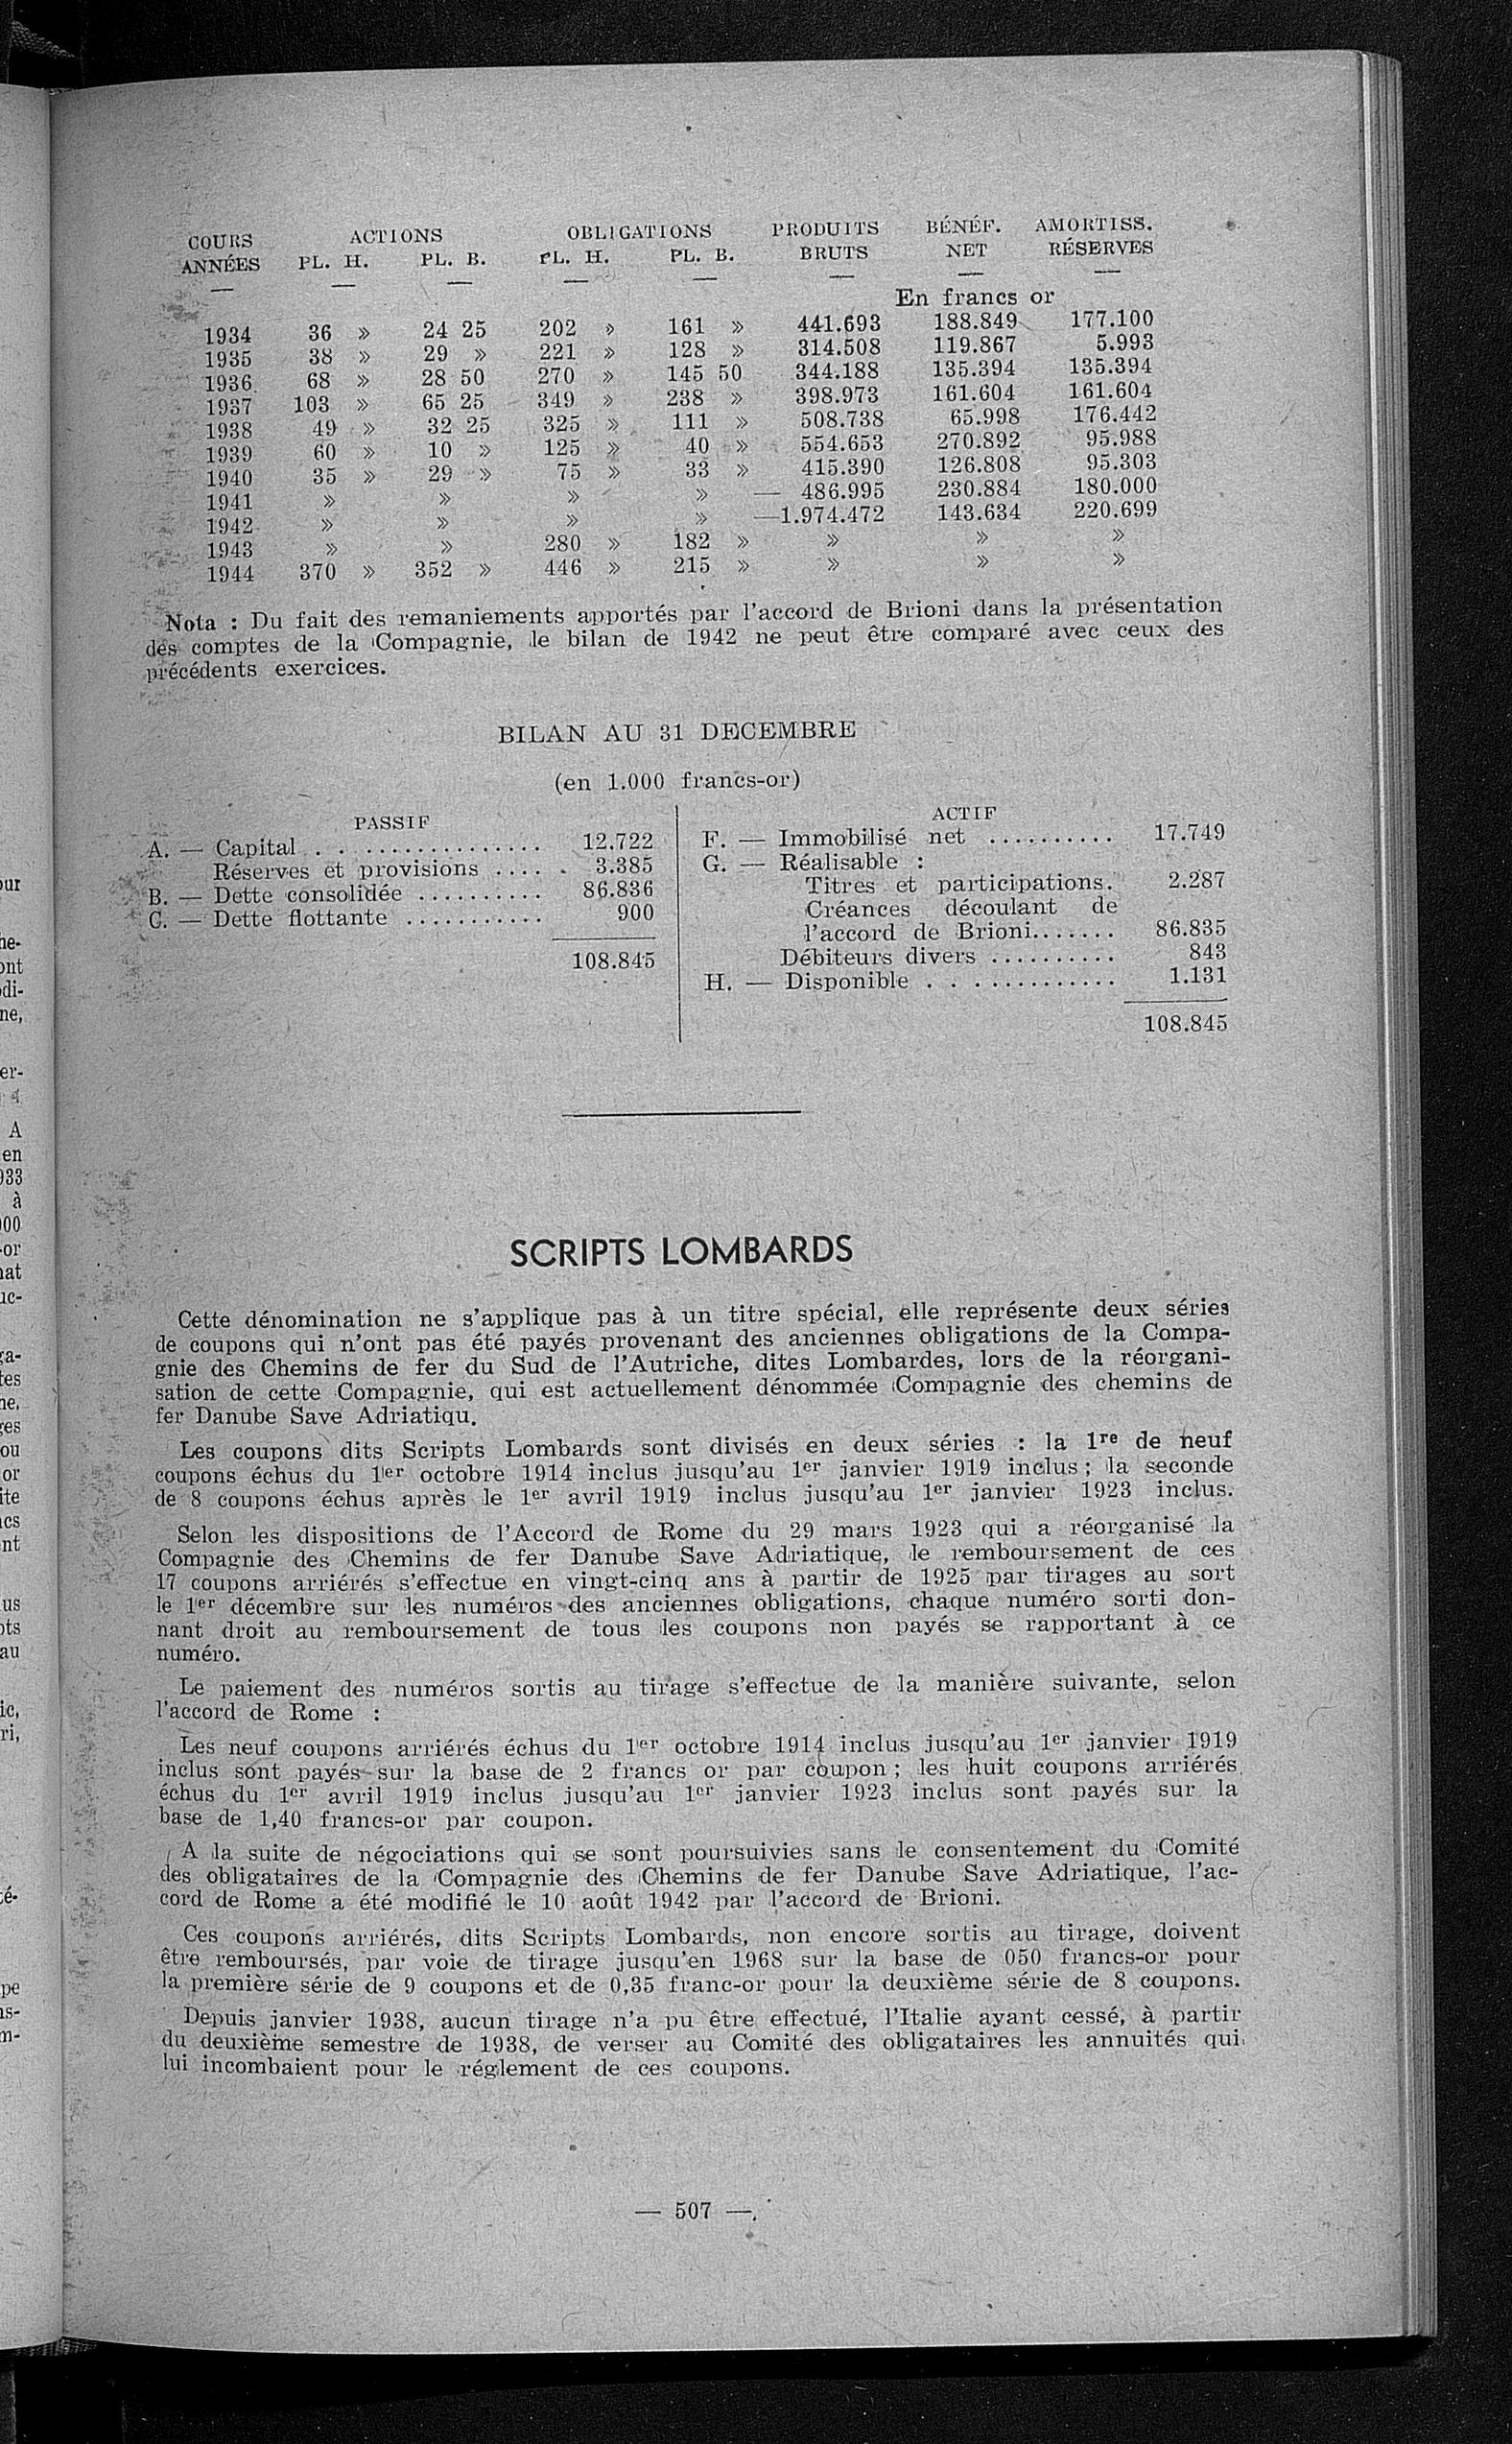 COURS ACTIONS OBLIGATIONS PRODUITS BÉNÉF. AMORTISS.
ANNÉES PL. H. PL. B. PL. H. PL. B. BRUTS NET RÉSERVES
En francs or
1934 36 » 24 25 202 » 161 » 441.693 188.849 177.100
1935 38 » 29 » 221 » 128 » 314.508 119.867 5.993
1936 68 » 28 50 270 » 145 50 344.188 135.394 135.394
1937 103 » 65 25 349 » 238 » 398.973 161.604 161.604
1938 49 » 32 25 325 » 111 » 508.738 65.998 176.442
1939 60 » 10 » 125 » 40 » 554.653 270.892 95.988
1940 35 » 29 » 75 » 33 » 415.390 126.808 95.303
1941 » » » » — 486.995 230.884 180.000
1942 » » » » —1.974.472 143.634 220.699
1943 » » 280 » 182 » » » »
1944 370 » 352 » 446 » 215 » » » »
Nota : Du fait des remaniements apportés par l'accord de Brioni dans la présentation
des comptes de la Compagnie, le bilan de 1942 ne peut être comparé avec ceux des
précédents exercices.
BILAN AU 31 DECEMBRE
(en 1.000 francs-or)
PASSIF
A. — Capital . . ............... 12.722
Réserves et provisions .... . 3.385
B. — Dette consolidée .......... 86.836
C. — Dette flottante ........... 900
108.845
ACTIF
F. — Immobilisé net .......... 17.749
G. — Réalisable :
Titres et participations. 2.287
Créances découlant de
l'accord de Brioni....... 86.835
Débiteurs divers .......... 843
H. — Disponible . . ............. 1.131
108.845
SCRIPTS LOMBARDS
Cette dénomination ne s'applique pas à un titre spécial, elle représente deux séries
de coupons qui n'ont pas été payés provenant des anciennes obligations de la Compa-
gnie des Chemins de fer du Sud de l'Autriche, dites Lombardes, lors de la réorgani-
sation de cette Compagnie, qui est actuellement dénommée Compagnie des chemins de
fer Danube Save Adriatiqu.
Les coupons dits Scripts Lombards sont divisés en deux séries : la 1re de neuf
coupons échus du 1er octobre 1914 inclus jusqu'au 1er janvier 1919 inclus ; la seconde
de 8 coupons échus après le 1er avril 1919 inclus jusqu'au 1er janvier 1923 inclus.
Selon les dispositions de l'Accord de Rome du 29 mars 1923 qui a réorganisé la
Compagnie des Chemins de fer Danube Save Adriatique, le remboursement de ces
17 coupons arriérés s'effectue en vingt-cinq ans à partir de 1925 par tirages au sort
le 1er décembre sur les numéros des anciennes obligations, chaque numéro sorti don-
nant droit au remboursement de tous les coupons non payés se rapportant à ce
numéro.
Le paiement des numéros sortis au tirage s'effectue de la manière suivante, selon
l'accord de Rome :
Les neuf coupons arriérés échus du 1er octobre 1914 inclus jusqu'au 1er janvier 1919
inclus sont payés sur la base de 2 francs or par coupon ; les huit coupons arriérés
échus du 1er avril 1919 inclus jusqu'au 1er janvier 1923 inclus sont payés sur la
base de 1,40 francs-or par coupon.
A la suite de négociations qui se sont poursuivies sans le consentement du Comité
des obligataires de la Compagnie des Chemins de fer Danube Save Adriatique, l'ac-
cord de Rome a été modifié le 10 août 1942 par l'accord de Brioni.
Ces coupons arriérés, dits Scripts Lombards, non encore sortis au tirage, doivent
être remboursés, par voie de tirage jusqu'en 1968 sur la base de 050 francs-or pour
la première série de 9 coupons et de 0,35 franc-or pour la deuxième série de 8 coupons.
Depuis janvier 1938, aucun tirage n'a pu être effectué, l'Italie ayant cessé, à partir
du deuxième semestre de 1938, de verser au Comité des obligataires les annuités qui
lui incombaient pour le réglement de ces coupons.
— 507 —